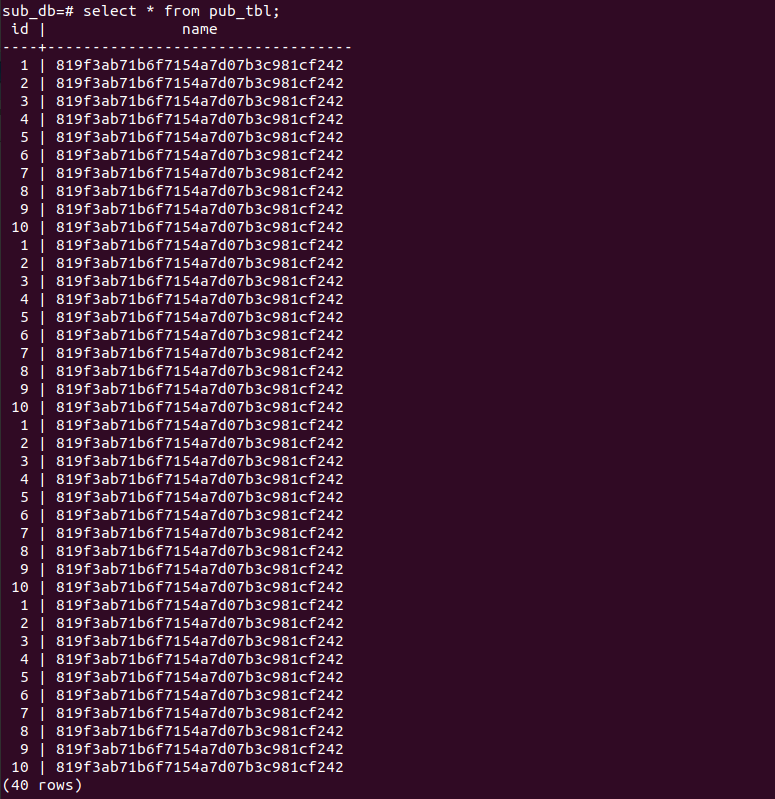 sub_db=# select * from pub_tbl;
 id |               name
----+----------------------------------
  1 | 819f3ab71b6f7154a7d07b3c981cf242
  2 | 819f3ab71b6f7154a7d07b3c981cf242
  3 | 819f3ab71b6f7154a7d07b3c981cf242
  4 | 819f3ab71b6f7154a7d07b3c981cf242
  5 | 819f3ab71b6f7154a7d07b3c981cf242
  6 | 819f3ab71b6f7154a7d07b3c981cf242
  7 | 819f3ab71b6f7154a7d07b3c981cf242
  8 | 819f3ab71b6f7154a7d07b3c981cf242
  9 | 819f3ab71b6f7154a7d07b3c981cf242
 10 | 819f3ab71b6f7154a7d07b3c981cf242
  1 | 819f3ab71b6f7154a7d07b3c981cf242
  2 | 819f3ab71b6f7154a7d07b3c981cf242
  3 | 819f3ab71b6f7154a7d07b3c981cf242
  4 | 819f3ab71b6f7154a7d07b3c981cf242
  5 | 819f3ab71b6f7154a7d07b3c981cf242
  6 | 819f3ab71b6f7154a7d07b3c981cf242
  7 | 819f3ab71b6f7154a7d07b3c981cf242
  8 | 819f3ab71b6f7154a7d07b3c981cf242
  9 | 819f3ab71b6f7154a7d07b3c981cf242
 10 | 819f3ab71b6f7154a7d07b3c981cf242
  1 | 819f3ab71b6f7154a7d07b3c981cf242
  2 | 819f3ab71b6f7154a7d07b3c981cf242
  3 | 819f3ab71b6f7154a7d07b3c981cf242
  4 | 819f3ab71b6f7154a7d07b3c981cf242
  5 | 819f3ab71b6f7154a7d07b3c981cf242
  6 | 819f3ab71b6f7154a7d07b3c981cf242
  7 | 819f3ab71b6f7154a7d07b3c981cf242
  8 | 819f3ab71b6f7154a7d07b3c981cf242
  9 | 819f3ab71b6f7154a7d07b3c981cf242
 10 | 819f3ab71b6f7154a7d07b3c981cf242
  1 | 819f3ab71b6f7154a7d07b3c981cf242
  2 | 819f3ab71b6f7154a7d07b3c981cf242
  3 | 819f3ab71b6f7154a7d07b3c981cf242
  4 | 819f3ab71b6f7154a7d07b3c981cf242
  5 | 819f3ab71b6f7154a7d07b3c981cf242
  6 | 819f3ab71b6f7154a7d07b3c981cf242
  7 | 819f3ab71b6f7154a7d07b3c981cf242
  8 | 819f3ab71b6f7154a7d07b3c981cf242
  9 | 819f3ab71b6f7154a7d07b3c981cf242
 10 | 819f3ab71b6f7154a7d07b3c981cf242
(40 rows)